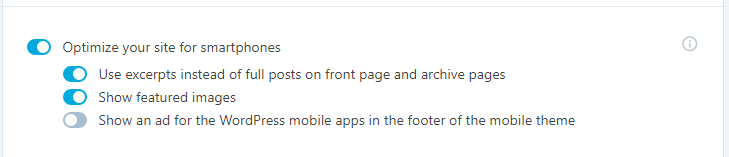 Optimize your site for smartphones
Use excerpts instead of full posts on front page and archive pages
Show featured images
Show an ad for the WordPress mobile apps in the footer of the mobile theme